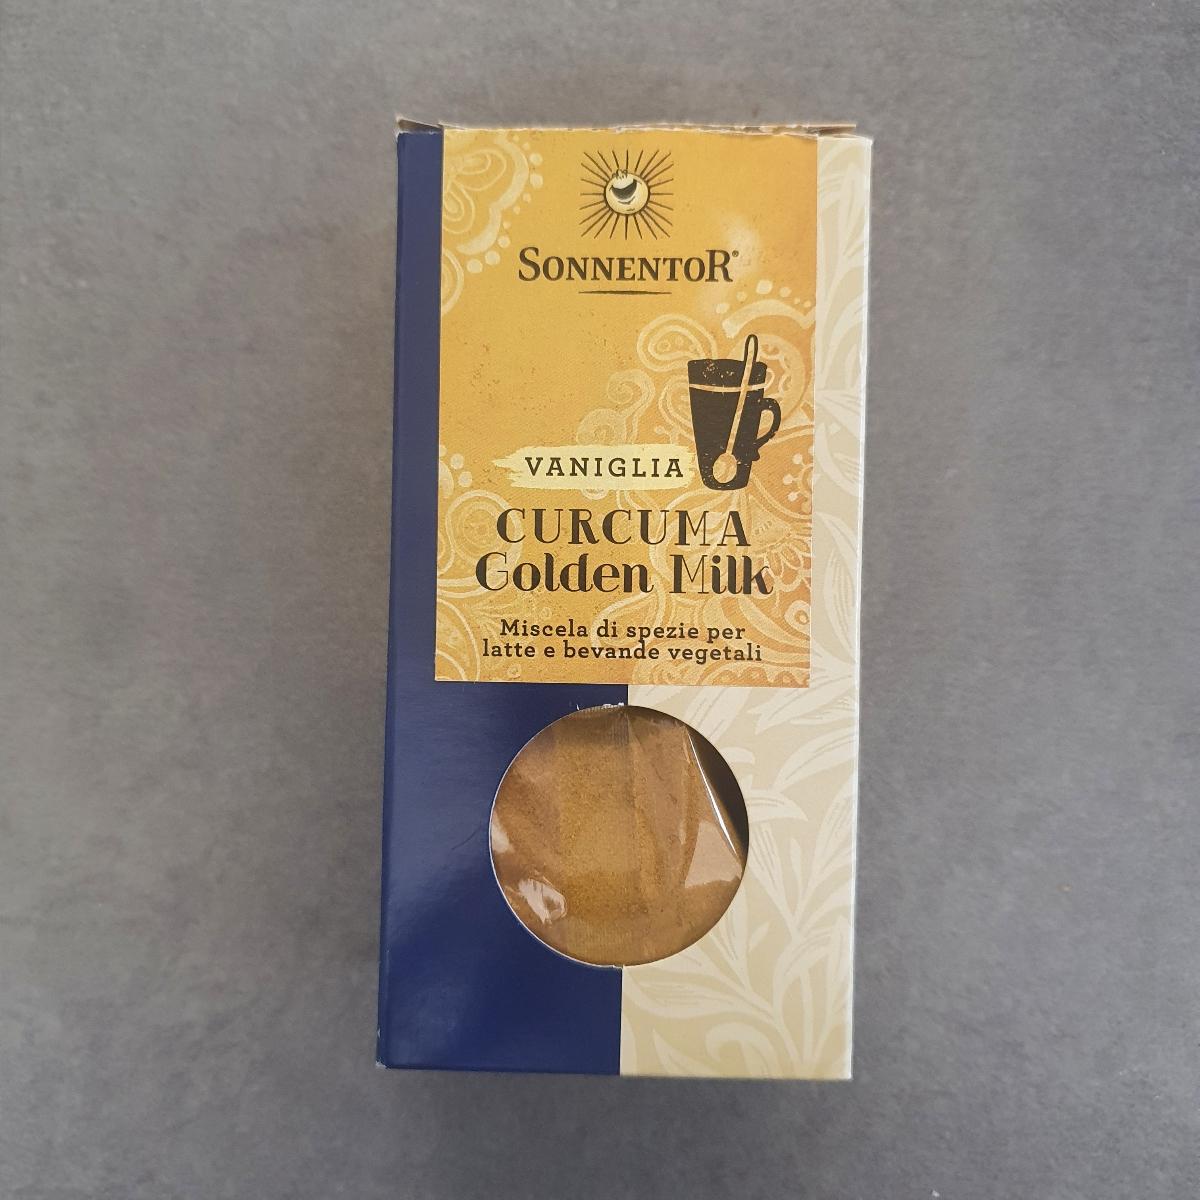 SONNENTOR®
VANIGLIA
CURCUMA
Golden Milk
Miscela di spezie per
latte e bevande vegetali